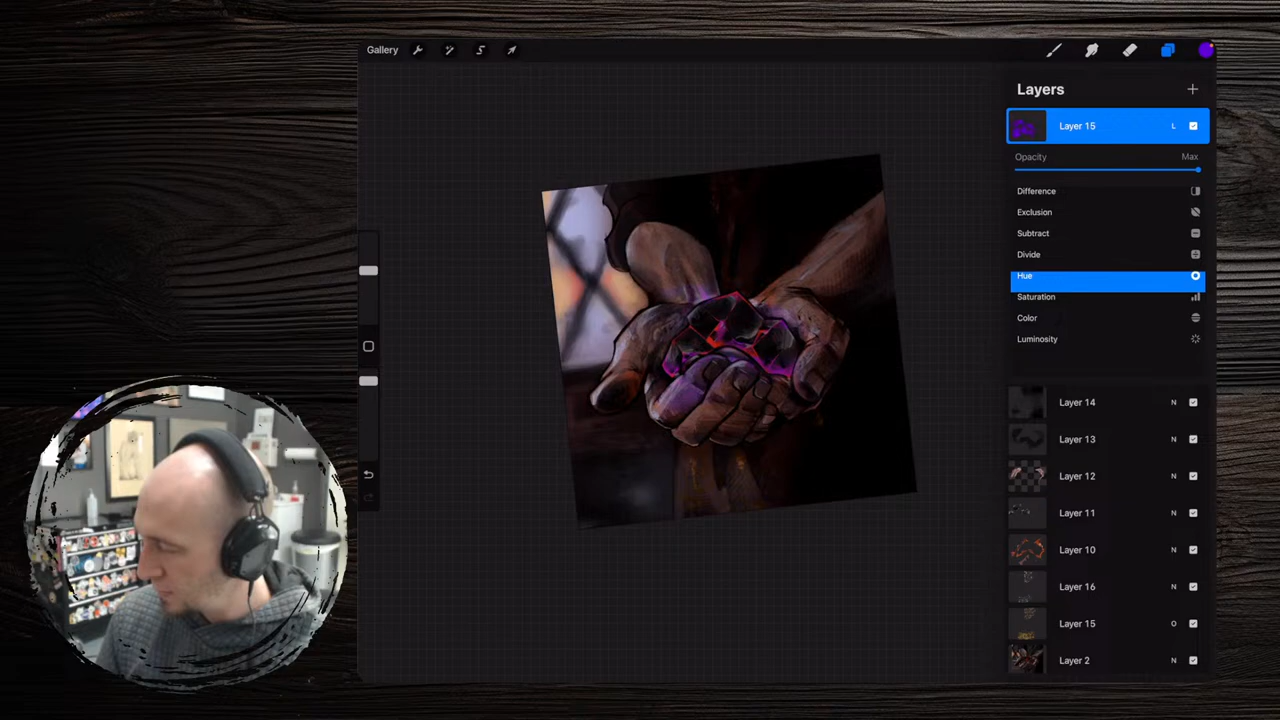 Gallery
Layers
Layer 15 L
Opacity Max
Difference
Exclusion
Subtract
Divide
Hue
Saturation
Color
Luminosity
Layer 14 N
Layer 13 N
Layer 12 N
Layer 11 N
Layer 10 N
Layer 16 N
Layer 15 O
Layer 2 N